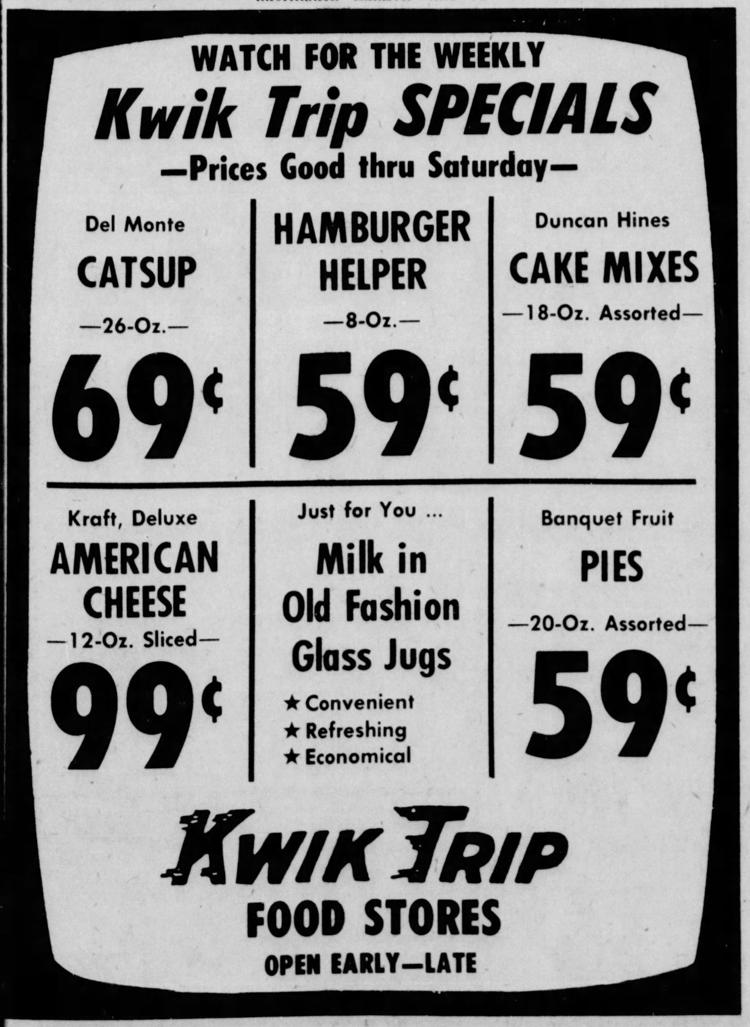 WATCH FOR THE WEEKLY
Kwik Trip SPECIALS
—Prices Good thru Saturday—
Del Monte
CATSUP
—26-Oz.—
69¢
HAMBURGER
HELPER
—8-Oz.—
59¢
Duncan Hines
CAKE MIXES
—18-Oz. Assorted—
59¢
Kraft, Deluxe
AMERICAN
CHEESE
—12-Oz. Sliced—
99¢
Just for You ...
Milk in
Old Fashion
Glass Jugs
★ Convenient
★ Refreshing
★ Economical
Banquet Fruit
PIES
—20-Oz. Assorted—
59¢
KWIK TRIP
FOOD STORES
OPEN EARLY—LATE